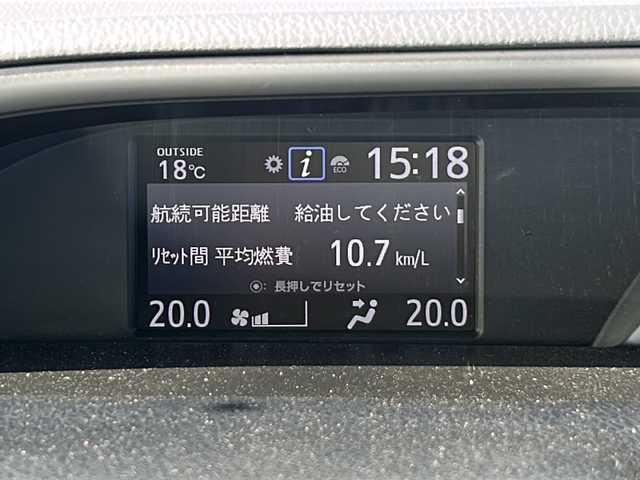 OUTSIDE
18℃ i ECO 15:18
航続可能距離 給油してください
リセット間 平均燃費 10.7 km/L
◉: 長押しでリセット
20.0 20.0